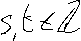 s, t ∈ ℤ